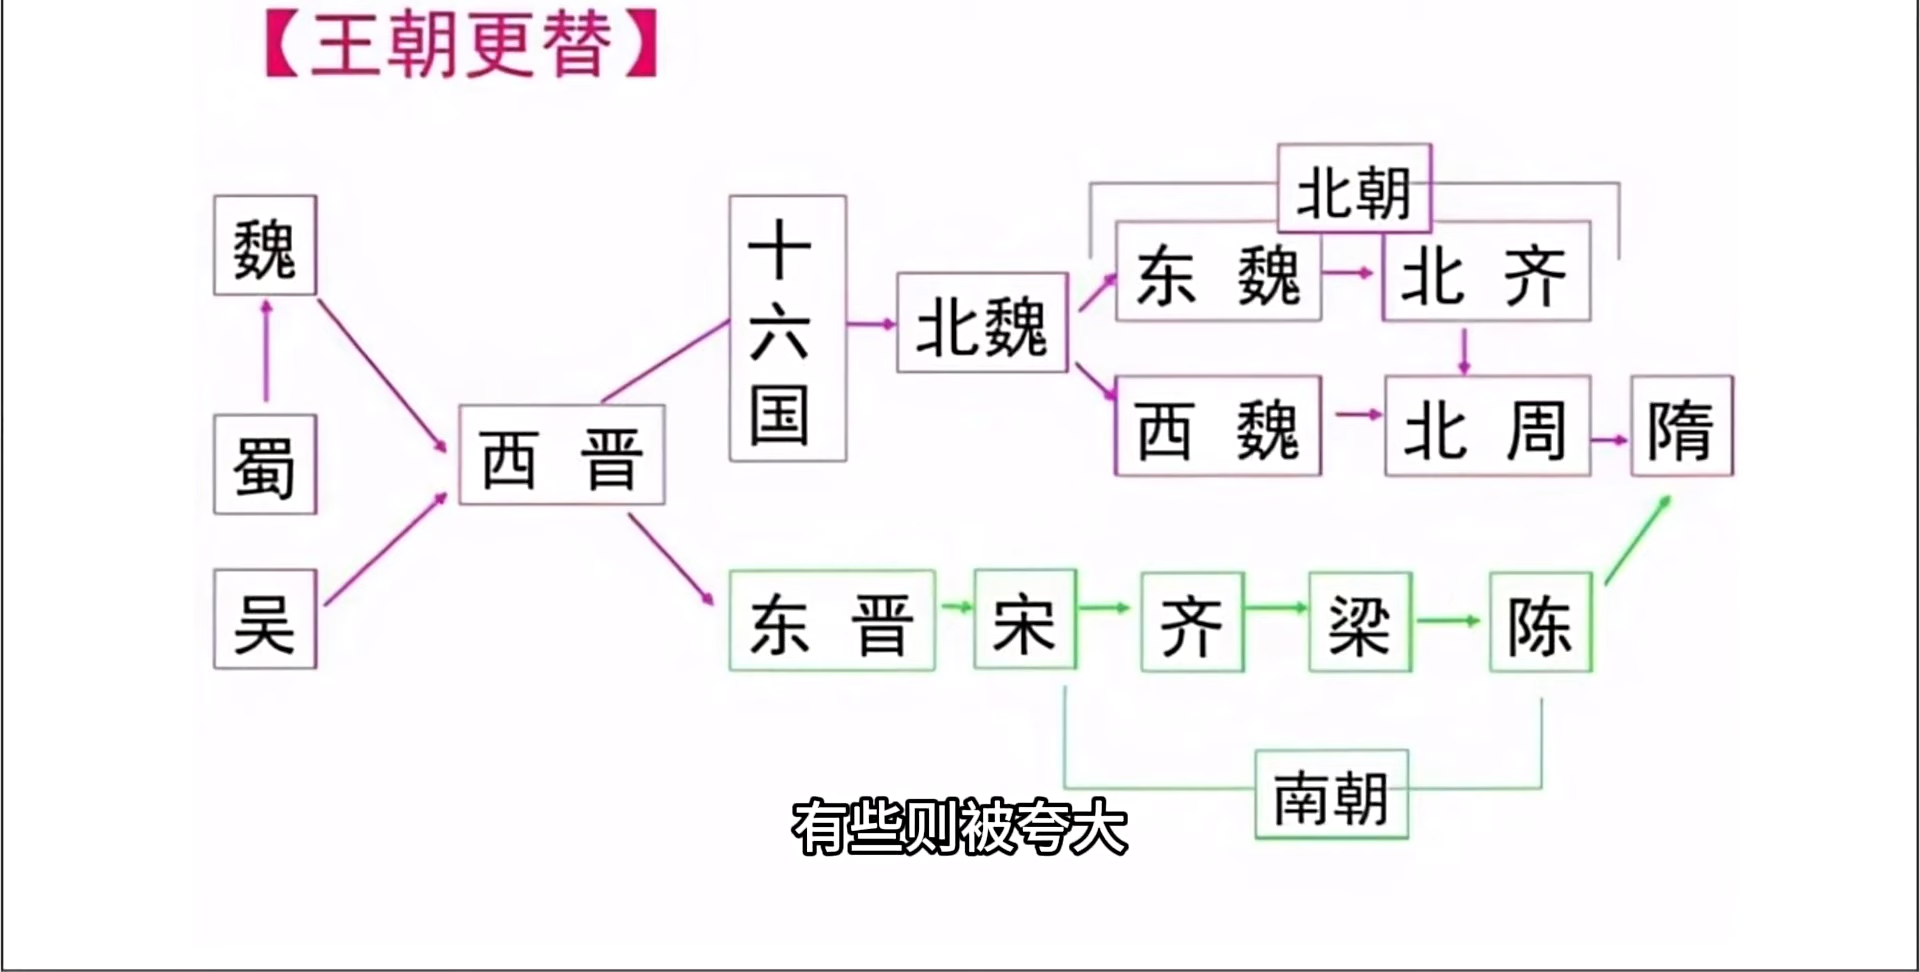 【王朝更替】
北朝
魏
十六国
东 魏
北 齐
北魏
蜀
西 晋
西 魏
北 周
隋
吴
东 晋
宋
齐
梁
陈
南朝
有些则被夸大